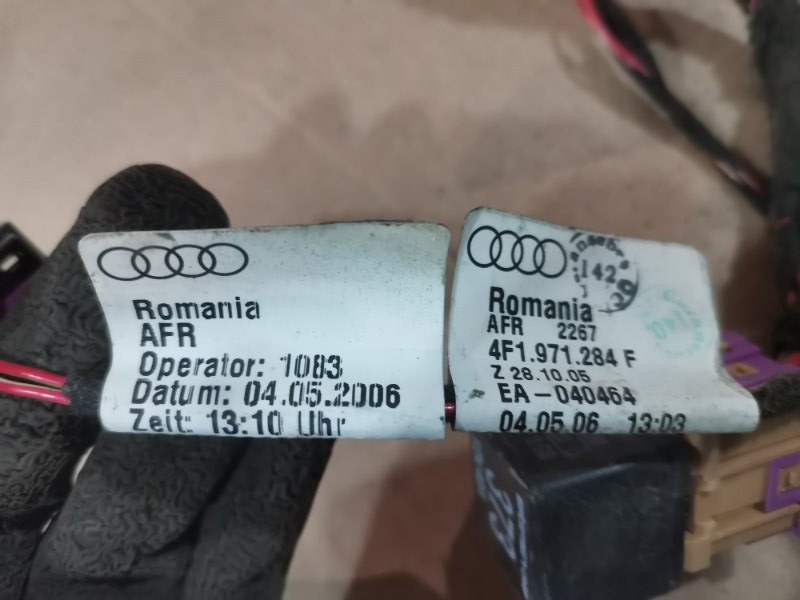 Romania
AFR
Operator: 1083
Datum: 04.05.2006
Zeit: 13:10 Uhr
142
Romania
AFR 2267
4F1.971.284 F
Z 28.10.05
EA-040464
04.05.06 13:03